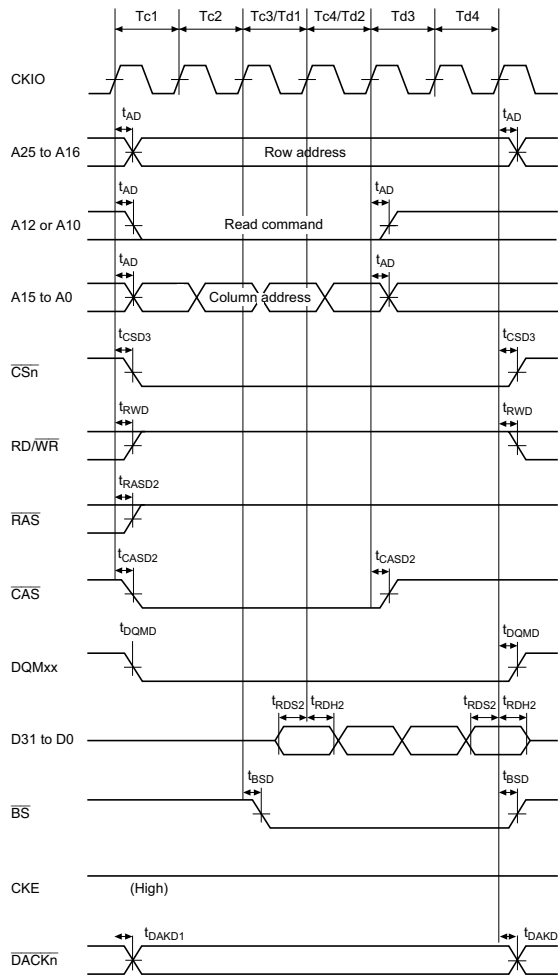 Tc1 Tc2 Tc3/Td1 Tc4/Td2 Td3 Td4
CKIO
tAD tAD
A25 to A16 Row address
tAD tAD
A12 or A10 Read command
tAD tAD
A15 to A0 Column address
tCSD3 tCSD3
CSn
tRWD tRWD
RD/WR
tRASD2
RAS
tCASD2 tCASD2
CAS
tDQMD tDQMD
DQMxx
tRDS2 tRDH2 tRDS2 tRDH2
D31 to D0
tBSD tBSD
BS
CKE (High)
tDAKD1 tDAKD
DACKn